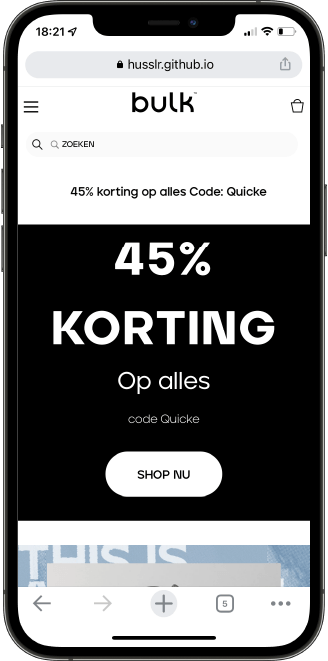 18:21
husslr.github.io
bulk™
ZOEKEN
45% korting op alles Code: Quicke
45%
KORTING
Op alles
code Quicke
SHOP NU
THIS IS
5